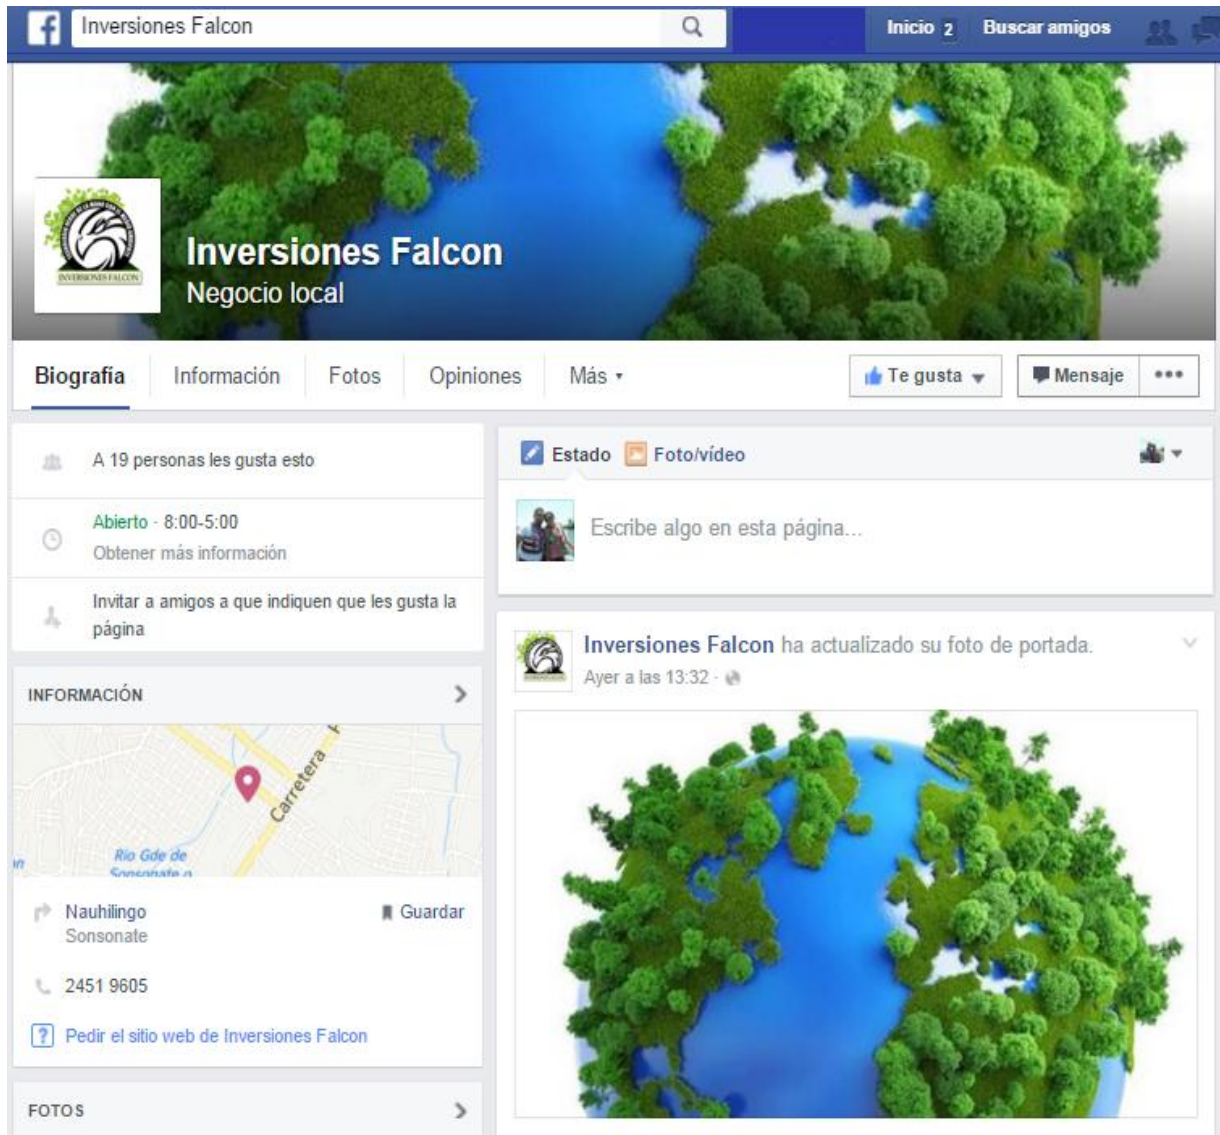 Inversiones Falcon
Inicio 2 Buscar amigos
INVERSIONES FALCON
Inversiones Falcon
Negocio local
Biografía Información Fotos Opiniones Más
Te gusta Mensaje
A 19 personas les gusta esto
Abierto · 8:00-5:00
Obtener más información
Invitar a amigos a que indiquen que les gusta la
página
INFORMACIÓN
Carretera
Rio Gde de
Sonsonate o
Nauhilingo Guardar
Sonsonate
2451 9605
? Pedir el sitio web de Inversiones Falcon
FOTOS
Estado Foto/vídeo
Escribe algo en esta página...
Inversiones Falcon ha actualizado su foto de portada.
Ayer a las 13:32 ·